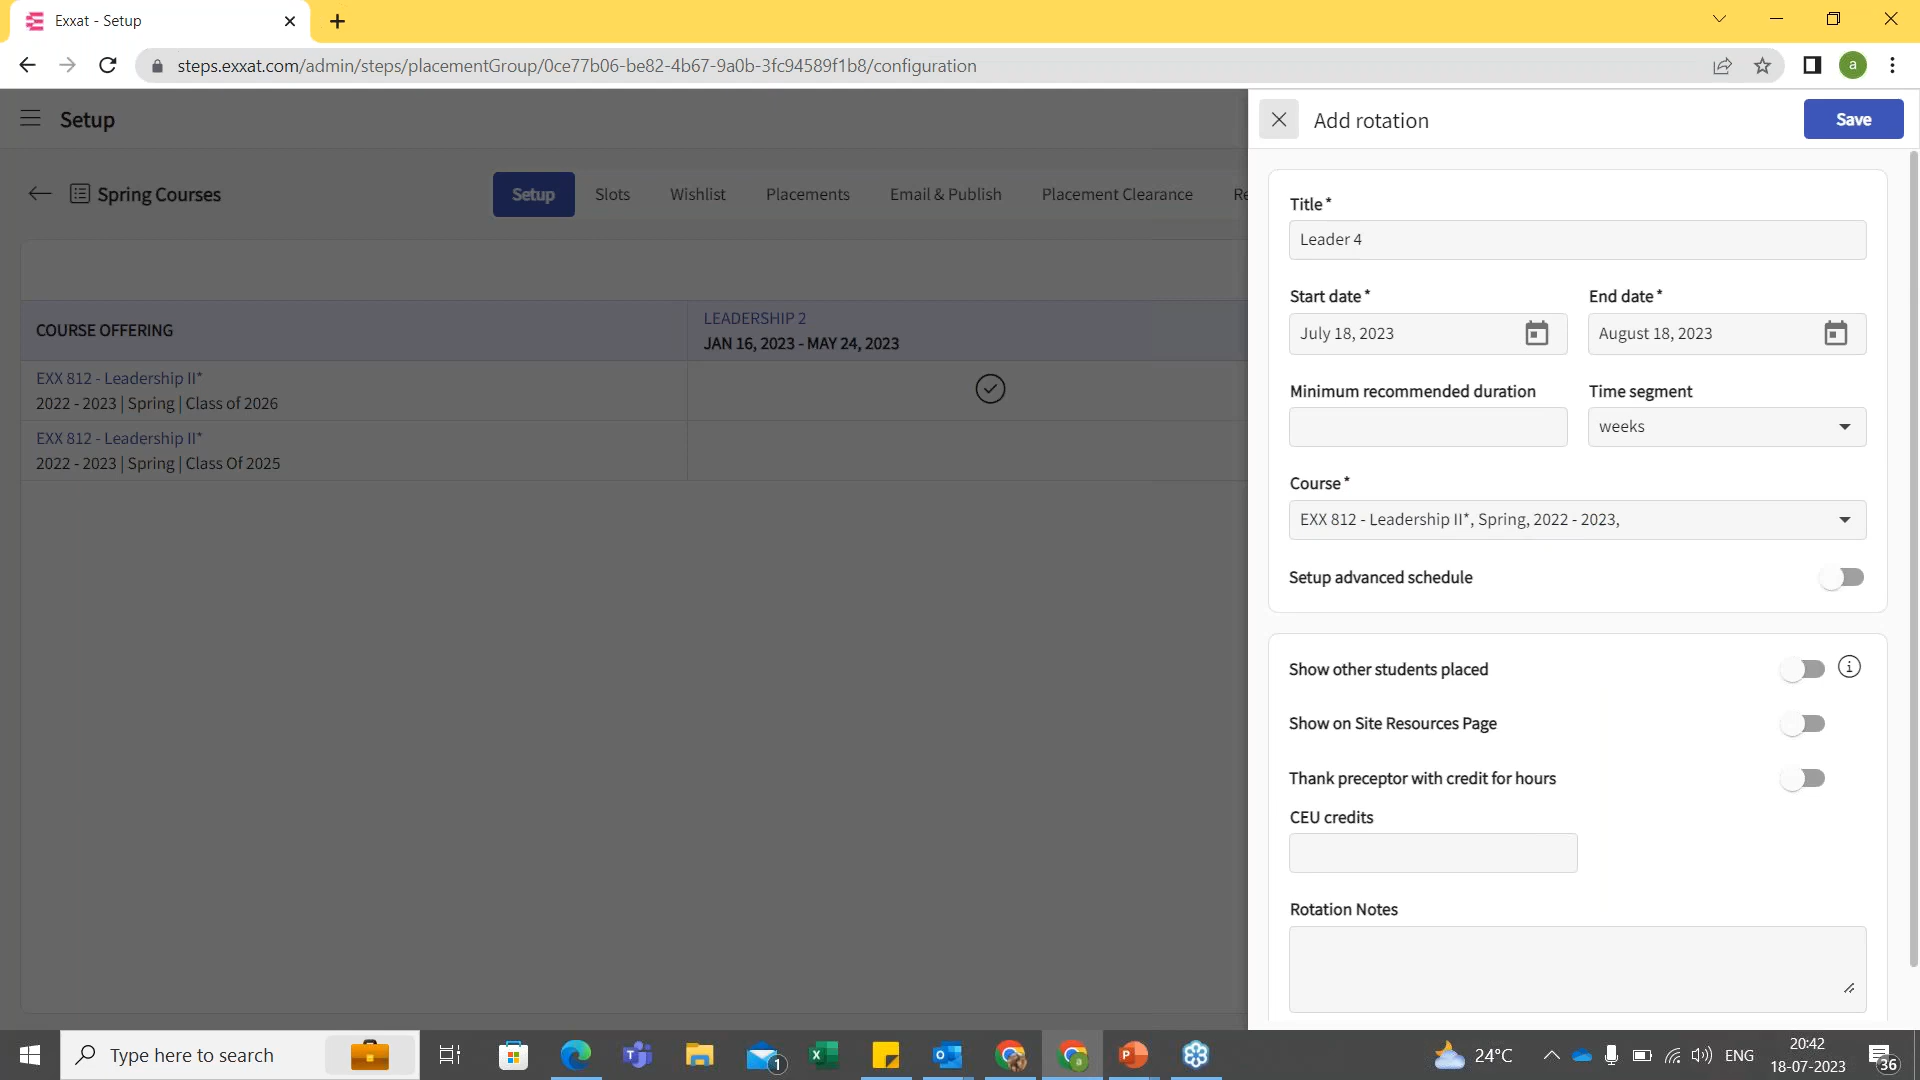 Exxat - Setup
steps.exxat.com/admin/steps/placementGroup/0ce77b06-be82-4b67-9a0b-3fc94589f1b8/configuration
a
Setup
Add rotation
Save
Spring Courses
Setup
Slots
Wishlist
Placements
Email & Publish
Placement Clearance
Re
COURSE OFFERING
LEADERSHIP 2
JAN 16, 2023 - MAY 24, 2023
EXX 812 - Leadership II*
2022 - 2023 | Spring | Class of 2026
EXX 812 - Leadership II*
2022 - 2023 | Spring | Class Of 2025
Title*
Leader 4
Start date*
End date*
July 18, 2023
August 18, 2023
Minimum recommended duration
Time segment
weeks
Course*
EXX 812 - Leadership II*, Spring, 2022 - 2023,
Setup advanced schedule
Show other students placed
Show on Site Resources Page
Thank preceptor with credit for hours
CEU credits
Rotation Notes
Type here to search
1
24°C
ENG
20:42
18-07-2023
36